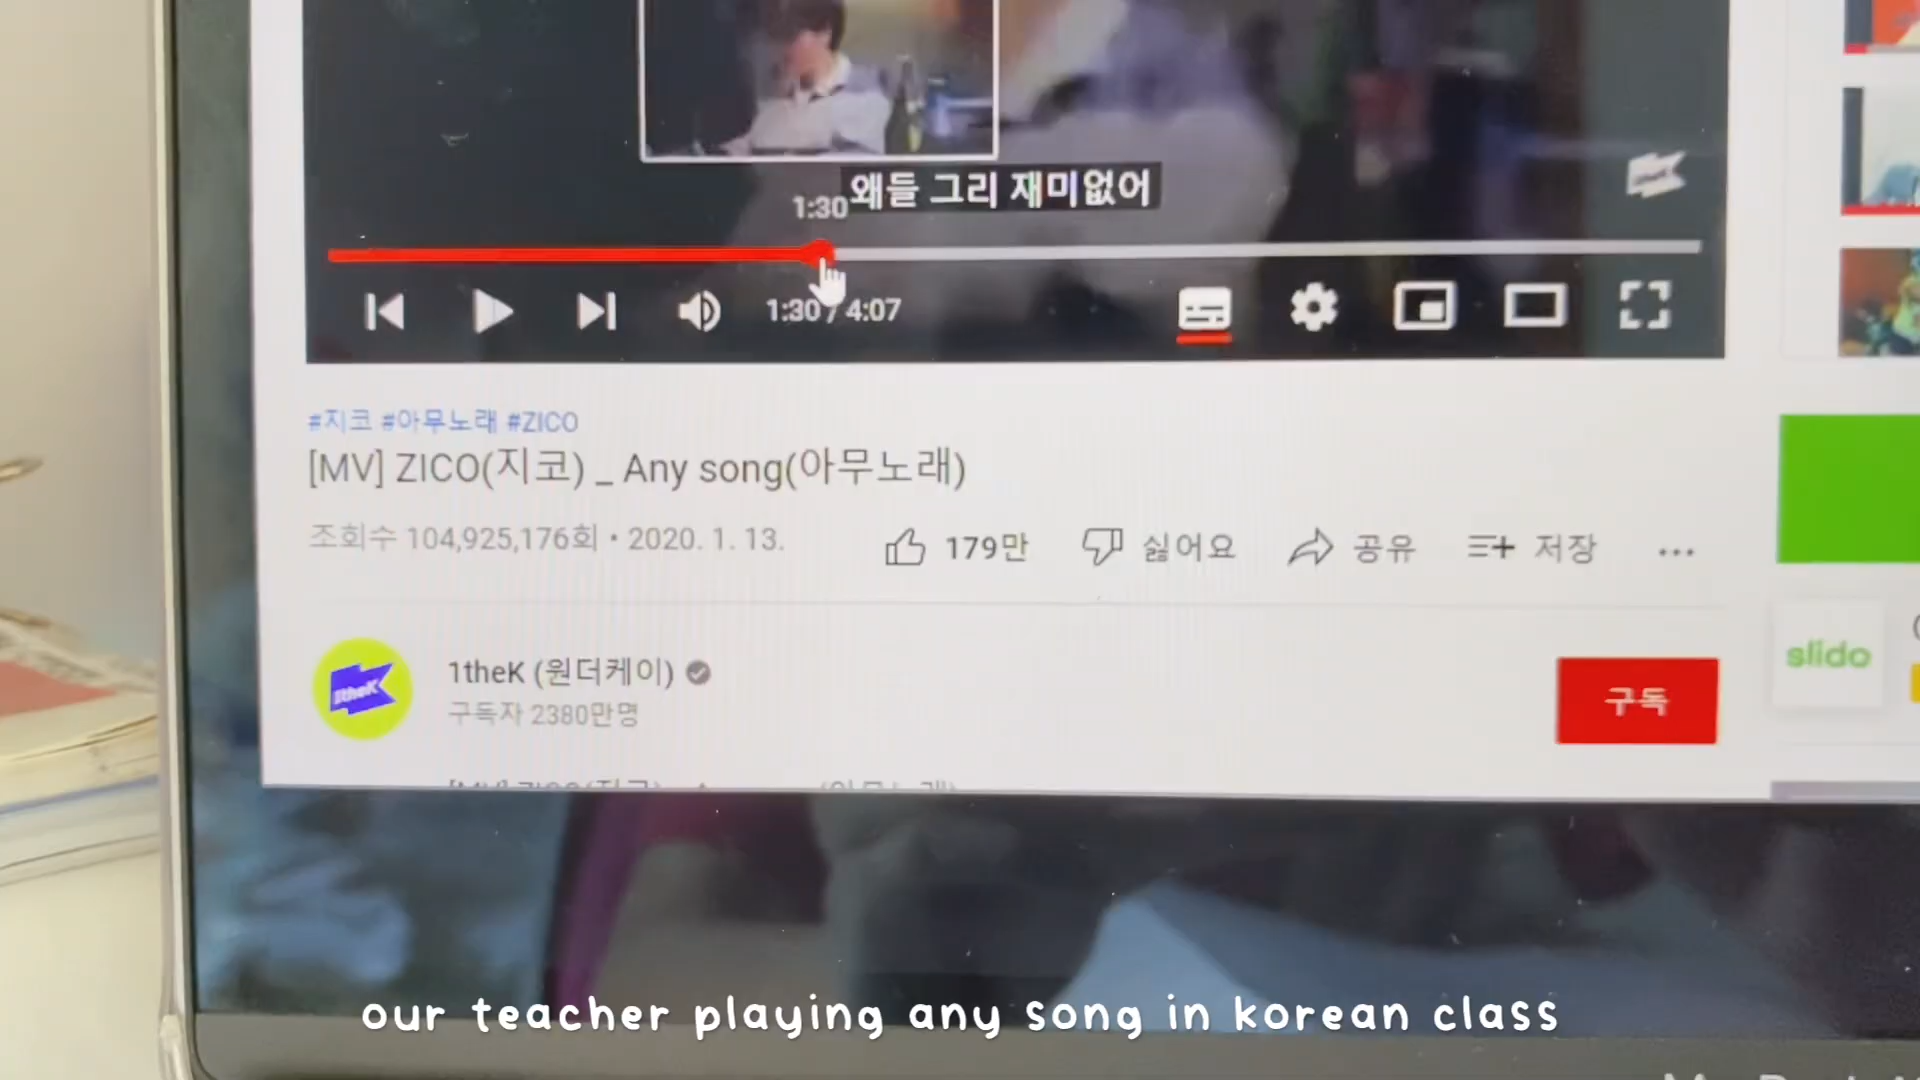 왜들 그리 재미없어
1:30
1:30 / 4:07
#지코 #아무노래 #ZICO
[MV] ZICO(지코) _ Any song(아무노래)
조회수 104,925,176회 • 2020. 1. 13.
179만 싫어요 공유 저장
1theK
1theK (원더케이)
구독자 2380만명
구독
slido
our teacher playing any song in korean class